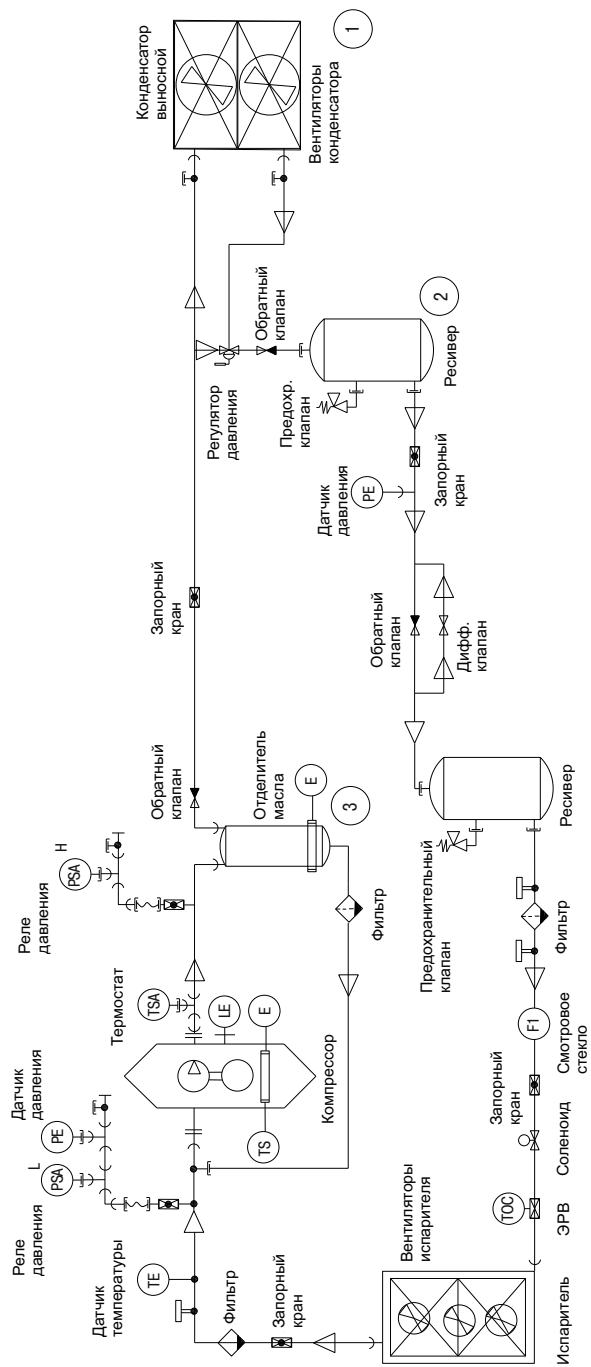 Реле
давления
Датчик
давления
L
PSA
PE
Реле
давления
PSA
H
Датчик
температуры
TE
Термостат
TSA
LE
E
TS
Компрессор
Обратный
клапан
Отделитель
масла
E
3
Запорный
кран
Конденсатор
выносной
Вентиляторы
конденсатора
1
Фильтр
Запорный
кран
Фильтр
Регулятор
давления
Обратный
клапан
Предохр.
клапан
Ресивер
2
Датчик
давления
PE
Запорный
кран
Обратный
клапан
Дифф.
клапан
Предохранительный
клапан
Ресивер
Вентиляторы
испарителя
Испаритель
TOC
ЭРВ
Соленоид
Запорный
кран
F1
Смотровое
стекло
Фильтр